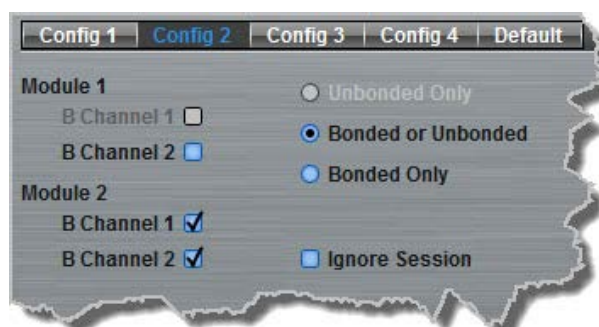 Config 1 Config 2 Config 3 Config 4 Default
Module 1
B Channel 1
B Channel 2
Module 2
B Channel 1
B Channel 2
Unbonded Only
Bonded or Unbonded
Bonded Only
Ignore Session